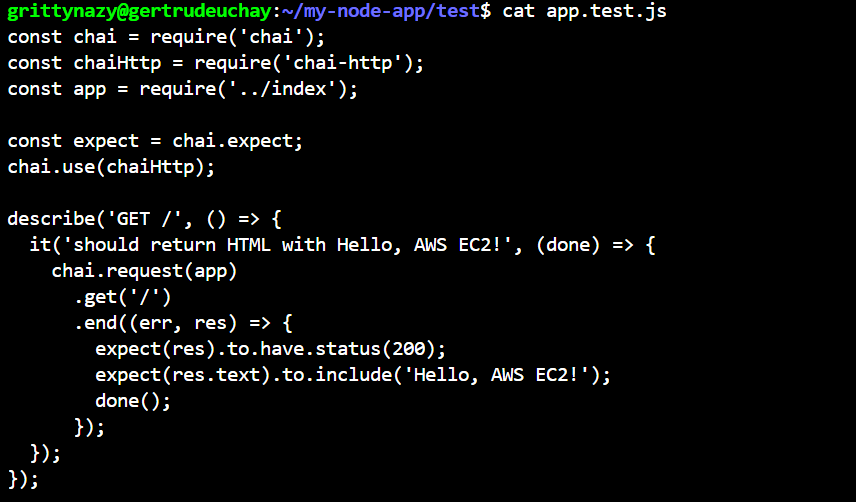 grittynazy@gertrudeuchay:~/my-node-app/test$ cat app.test.js
const chai = require('chai');
const chaiHttp = require('chai-http');
const app = require('../index');

const expect = chai.expect;
chai.use(chaiHttp);

describe('GET /', () => {
  it('should return HTML with Hello, AWS EC2!', (done) => {
    chai.request(app)
      .get('/')
      .end((err, res) => {
        expect(res).to.have.status(200);
        expect(res.text).to.include('Hello, AWS EC2!');
        done();
      });
  });
});